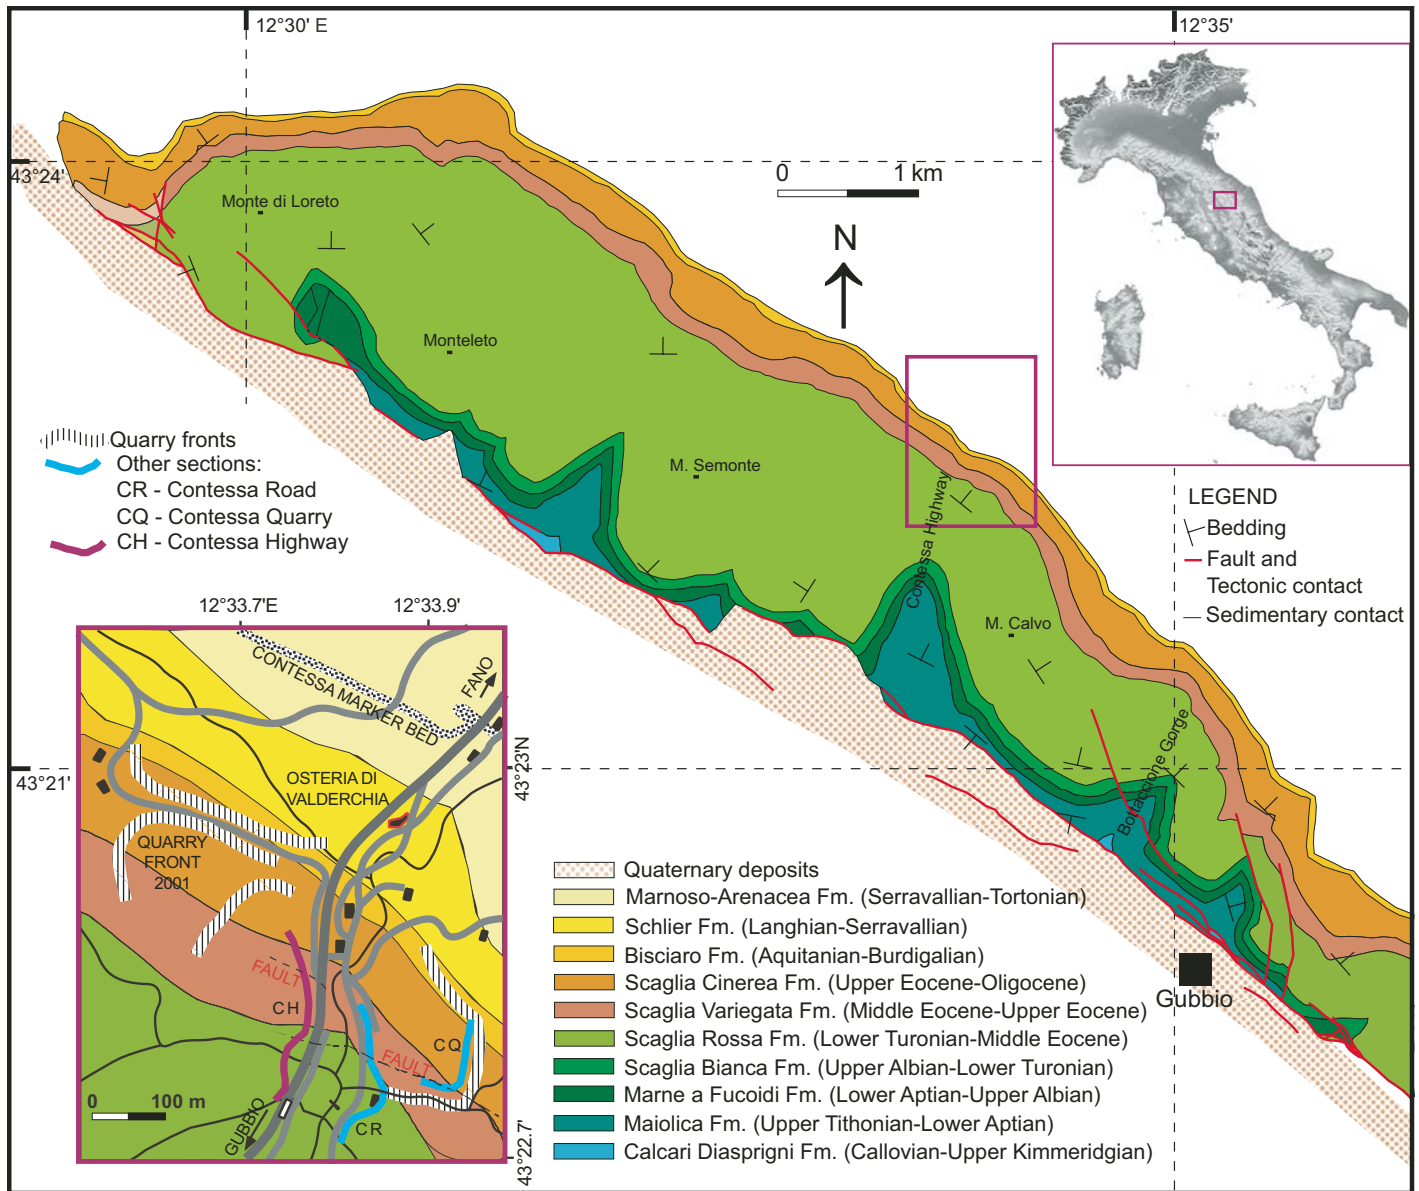 12°30' E
12°35'
43°24'
Monte di Loreto
0 1 km
N
Monteleto
M. Semonte
Contessa Highway
M. Calvo
Bottaccione Gorge
Gubbio
43°21'
Quarry fronts
Other sections:
CR - Contessa Road
CQ - Contessa Quarry
CH - Contessa Highway
LEGEND
Bedding
Fault and
Tectonic contact
Sedimentary contact
12°33.7'E
12°33.9'
43°23'N
43°22.7'
CONTESSA MARKER BED
FANO
OSTERIA DI
VALDERCHIA
QUARRY
FRONT
2001
FAULT
CH
CQ
FAULT
CR
GUBBIO
0 100 m
Quaternary deposits
Marnoso-Arenacea Fm. (Serravallian-Tortonian)
Schlier Fm. (Langhian-Serravallian)
Bisciaro Fm. (Aquitanian-Burdigalian)
Scaglia Cinerea Fm. (Upper Eocene-Oligocene)
Scaglia Variegata Fm. (Middle Eocene-Upper Eocene)
Scaglia Rossa Fm. (Lower Turonian-Middle Eocene)
Scaglia Bianca Fm. (Upper Albian-Lower Turonian)
Marne a Fucoidi Fm. (Lower Aptian-Upper Albian)
Maiolica Fm. (Upper Tithonian-Lower Aptian)
Calcari Diasprigni Fm. (Callovian-Upper Kimmeridgian)